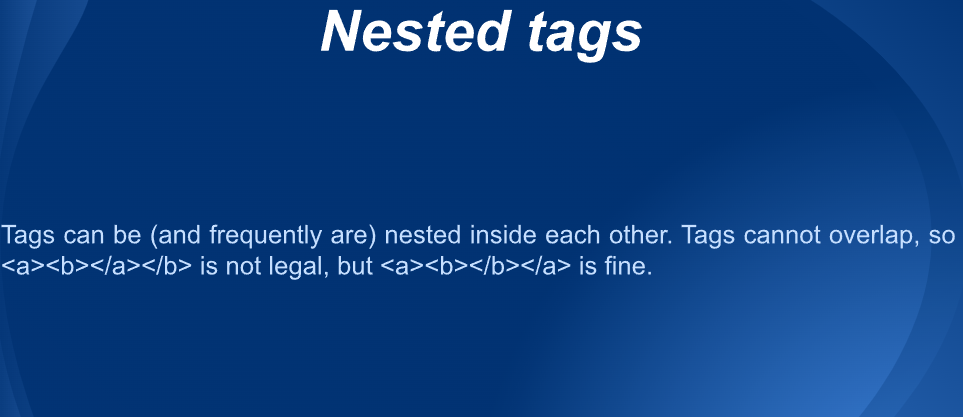 Nested tags
Tags can be (and frequently are) nested inside each other. Tags cannot overlap, so
<a><b></a></b> is not legal, but <a><b></b></a> is fine.